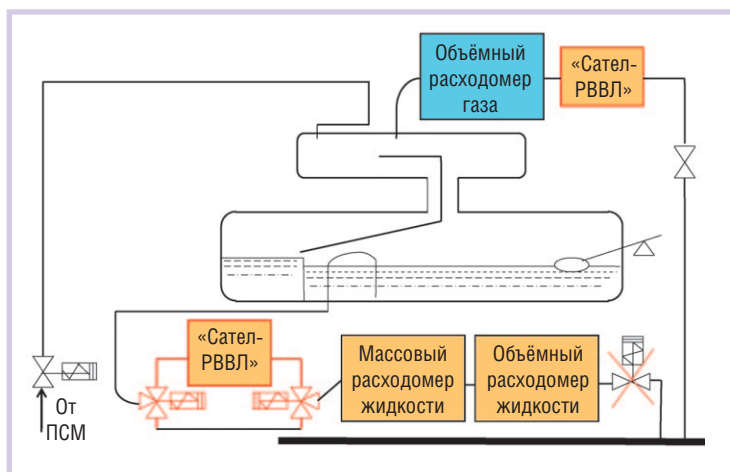 Объёмный
расходомер
газа
«Сател-
РВВЛ»
«Сател-
РВВЛ»
Массовый
расходомер
жидкости
Объёмный
расходомер
жидкости
От
ПСМ